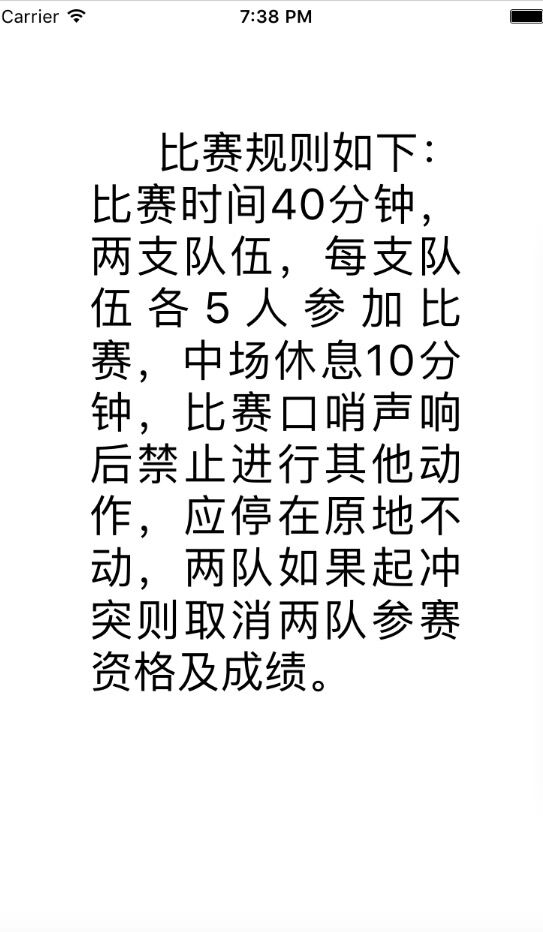 Carrier 7:38 PM
比赛规则如下：
比赛时间40分钟，
两支队伍，每支队
伍各5人参加比
赛，中场休息10分
钟，比赛口哨声响
后禁止进行其他动
作，应停在原地不
动，两队如果起冲
突则取消两队参赛
资格及成绩。